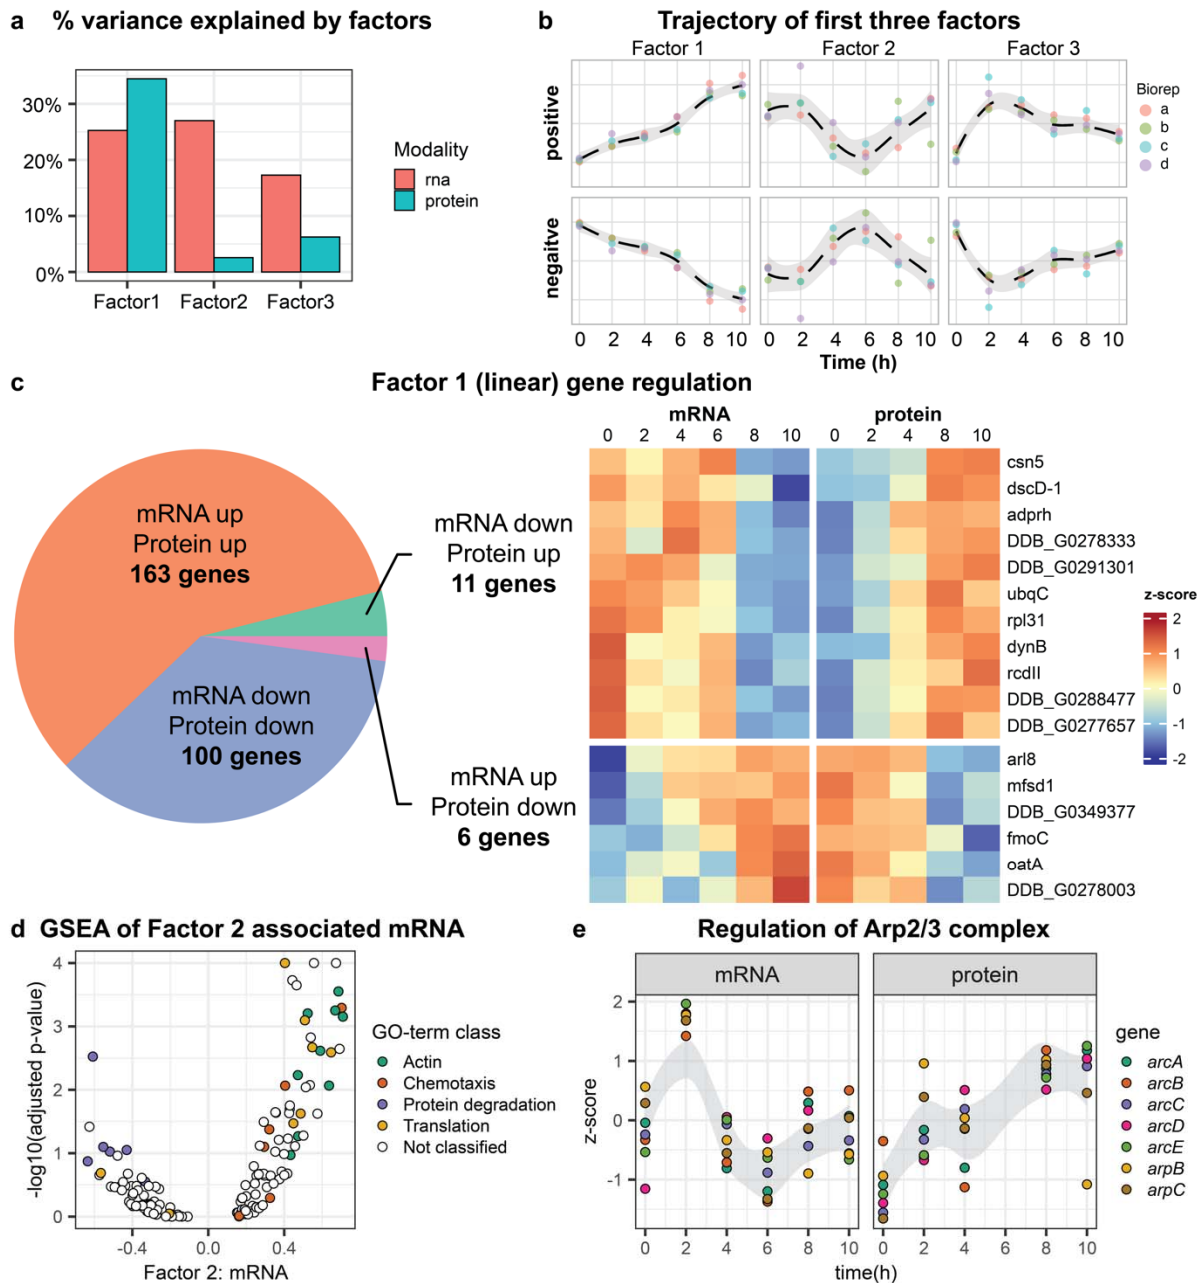 a % variance explained by factors
30%
20%
10%
0%
Factor1 Factor2 Factor3
Modality
rna
protein
b Trajectory of first three factors
Factor 1 Factor 2 Factor 3
positive
negaitve
0 2 4 6 8 10 0 2 4 6 8 10 0 2 4 6 8 10
Time (h)
Biorep
a
b
c
d
c Factor 1 (linear) gene regulation
mRNA up
Protein up
163 genes
mRNA down
Protein down
100 genes
mRNA down
Protein up
11 genes
mRNA up
Protein down
6 genes
mRNA protein
0 2 4 6 8 10 0 2 4 8 10
csn5
dscD-1
adprh
DDB_G0278333
DDB_G0291301
ubqC
rpl31
dynB
rcdII
DDB_G0288477
DDB_G0277657
arl8
mfsd1
DDB_G0349377
fmoC
oatA
DDB_G0278003
z-score
2
1
0
-1
-2
d GSEA of Factor 2 associated mRNA
-log10(adjusted p-value)
4
3
2
1
0
-0.4 0.0 0.4
Factor 2: mRNA
GO-term class
Actin
Chemotaxis
Protein degradation
Translation
Not classified
e Regulation of Arp2/3 complex
mRNA protein
z-score
2
1
0
-1
0 2 4 6 8 10 0 2 4 6 8 10
time(h)
gene
arcA
arcB
arcC
arcD
arcE
arpB
arpC